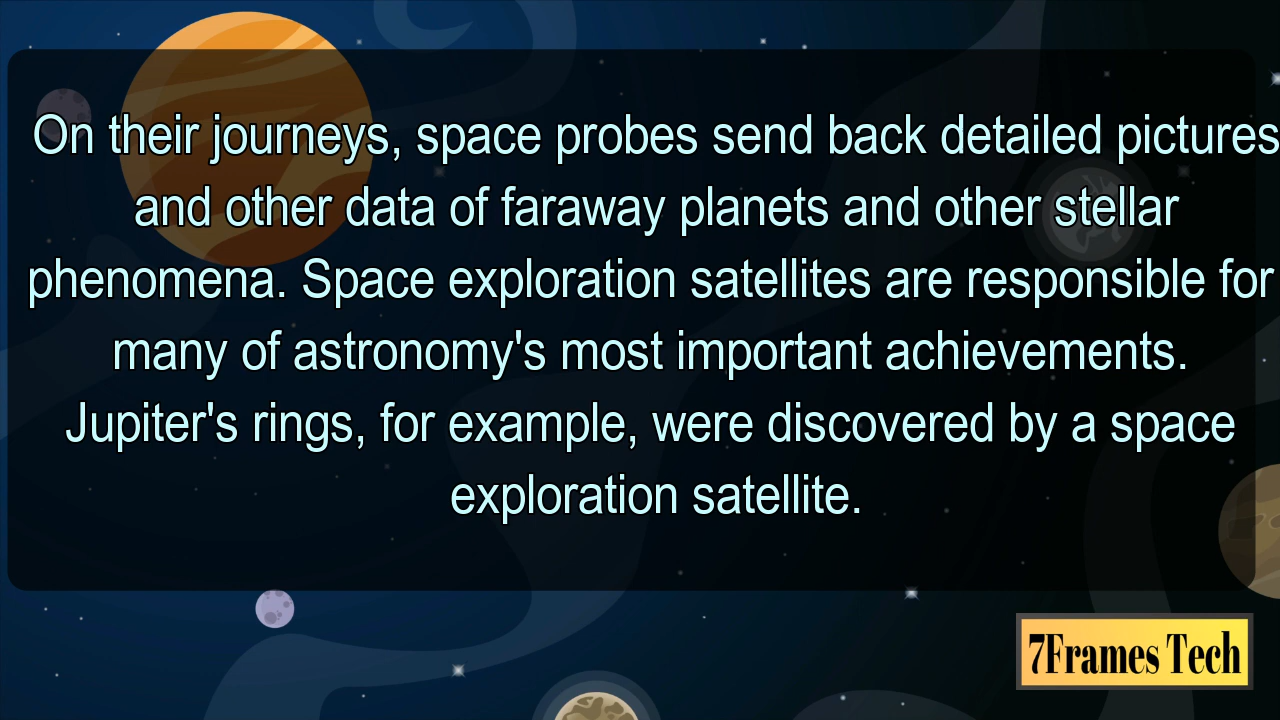 On their journeys, space probes send back detailed pictures
and other data of faraway planets and other stellar
phenomena. Space exploration satellites are responsible for
many of astronomy's most important achievements.
Jupiter's rings, for example, were discovered by a space
exploration satellite.
7Frames Tech